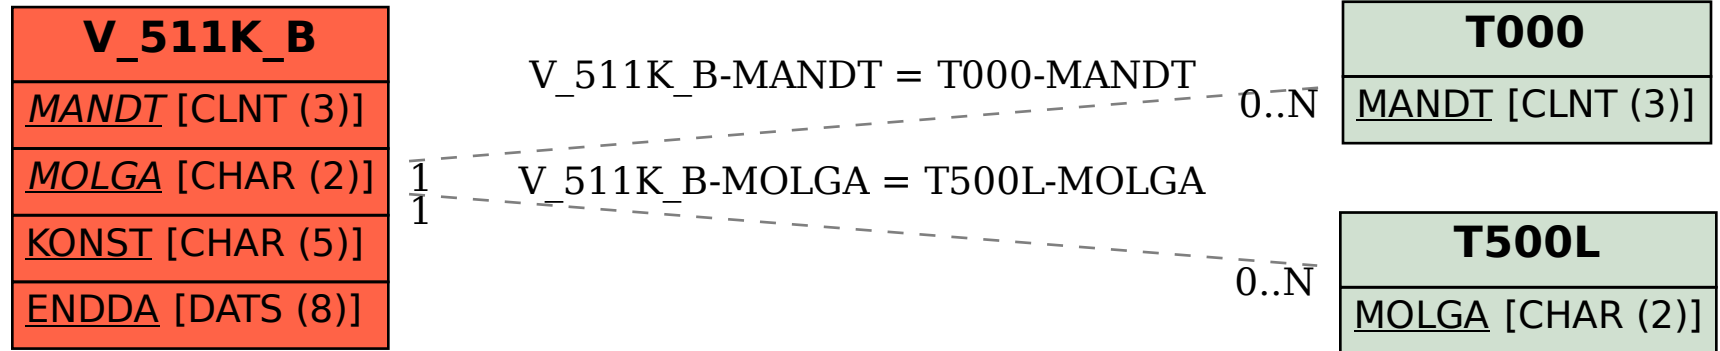 V_511K_B
MANDT [CLNT (3)]
MOLGA [CHAR (2)]
KONST [CHAR (5)]
ENDDA [DATS (8)]
V_511K_B-MANDT = T000-MANDT
1
0..N
V_511K_B-MOLGA = T500L-MOLGA
1
0..N
T000
MANDT [CLNT (3)]
T500L
MOLGA [CHAR (2)]